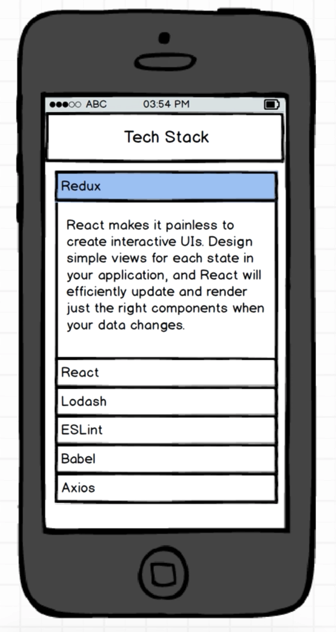 ABC 03:54 PM
Tech Stack
Redux
React makes it painless to
create interactive UIs. Design
simple views for each state in
your application, and React will
efficiently update and render
just the right components when
your data changes.
React
Lodash
ESLint
Babel
Axios